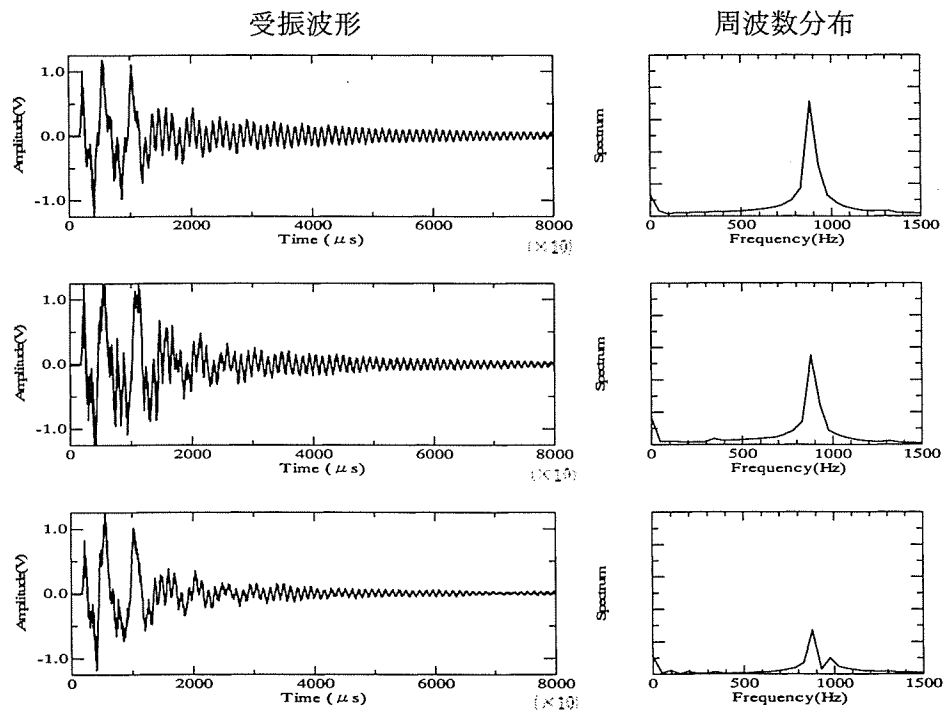 受振波形
周波数分布
1.0
0.0
-1.0
Amplitude(V)
0 2000 4000 6000 8000
Time (μs)
(×10)
Spectrum
0 500 1000 1500
Frequency(Hz)
1.0
0.0
-1.0
Amplitude(V)
0 2000 4000 6000 8000
Time (μs)
(×10)
Spectrum
0 500 1000 1500
Frequency(Hz)
1.0
0.0
-1.0
Amplitude(V)
0 2000 4000 6000 8000
Time (μs)
(×10)
Spectrum
0 500 1000 1500
Frequency(Hz)